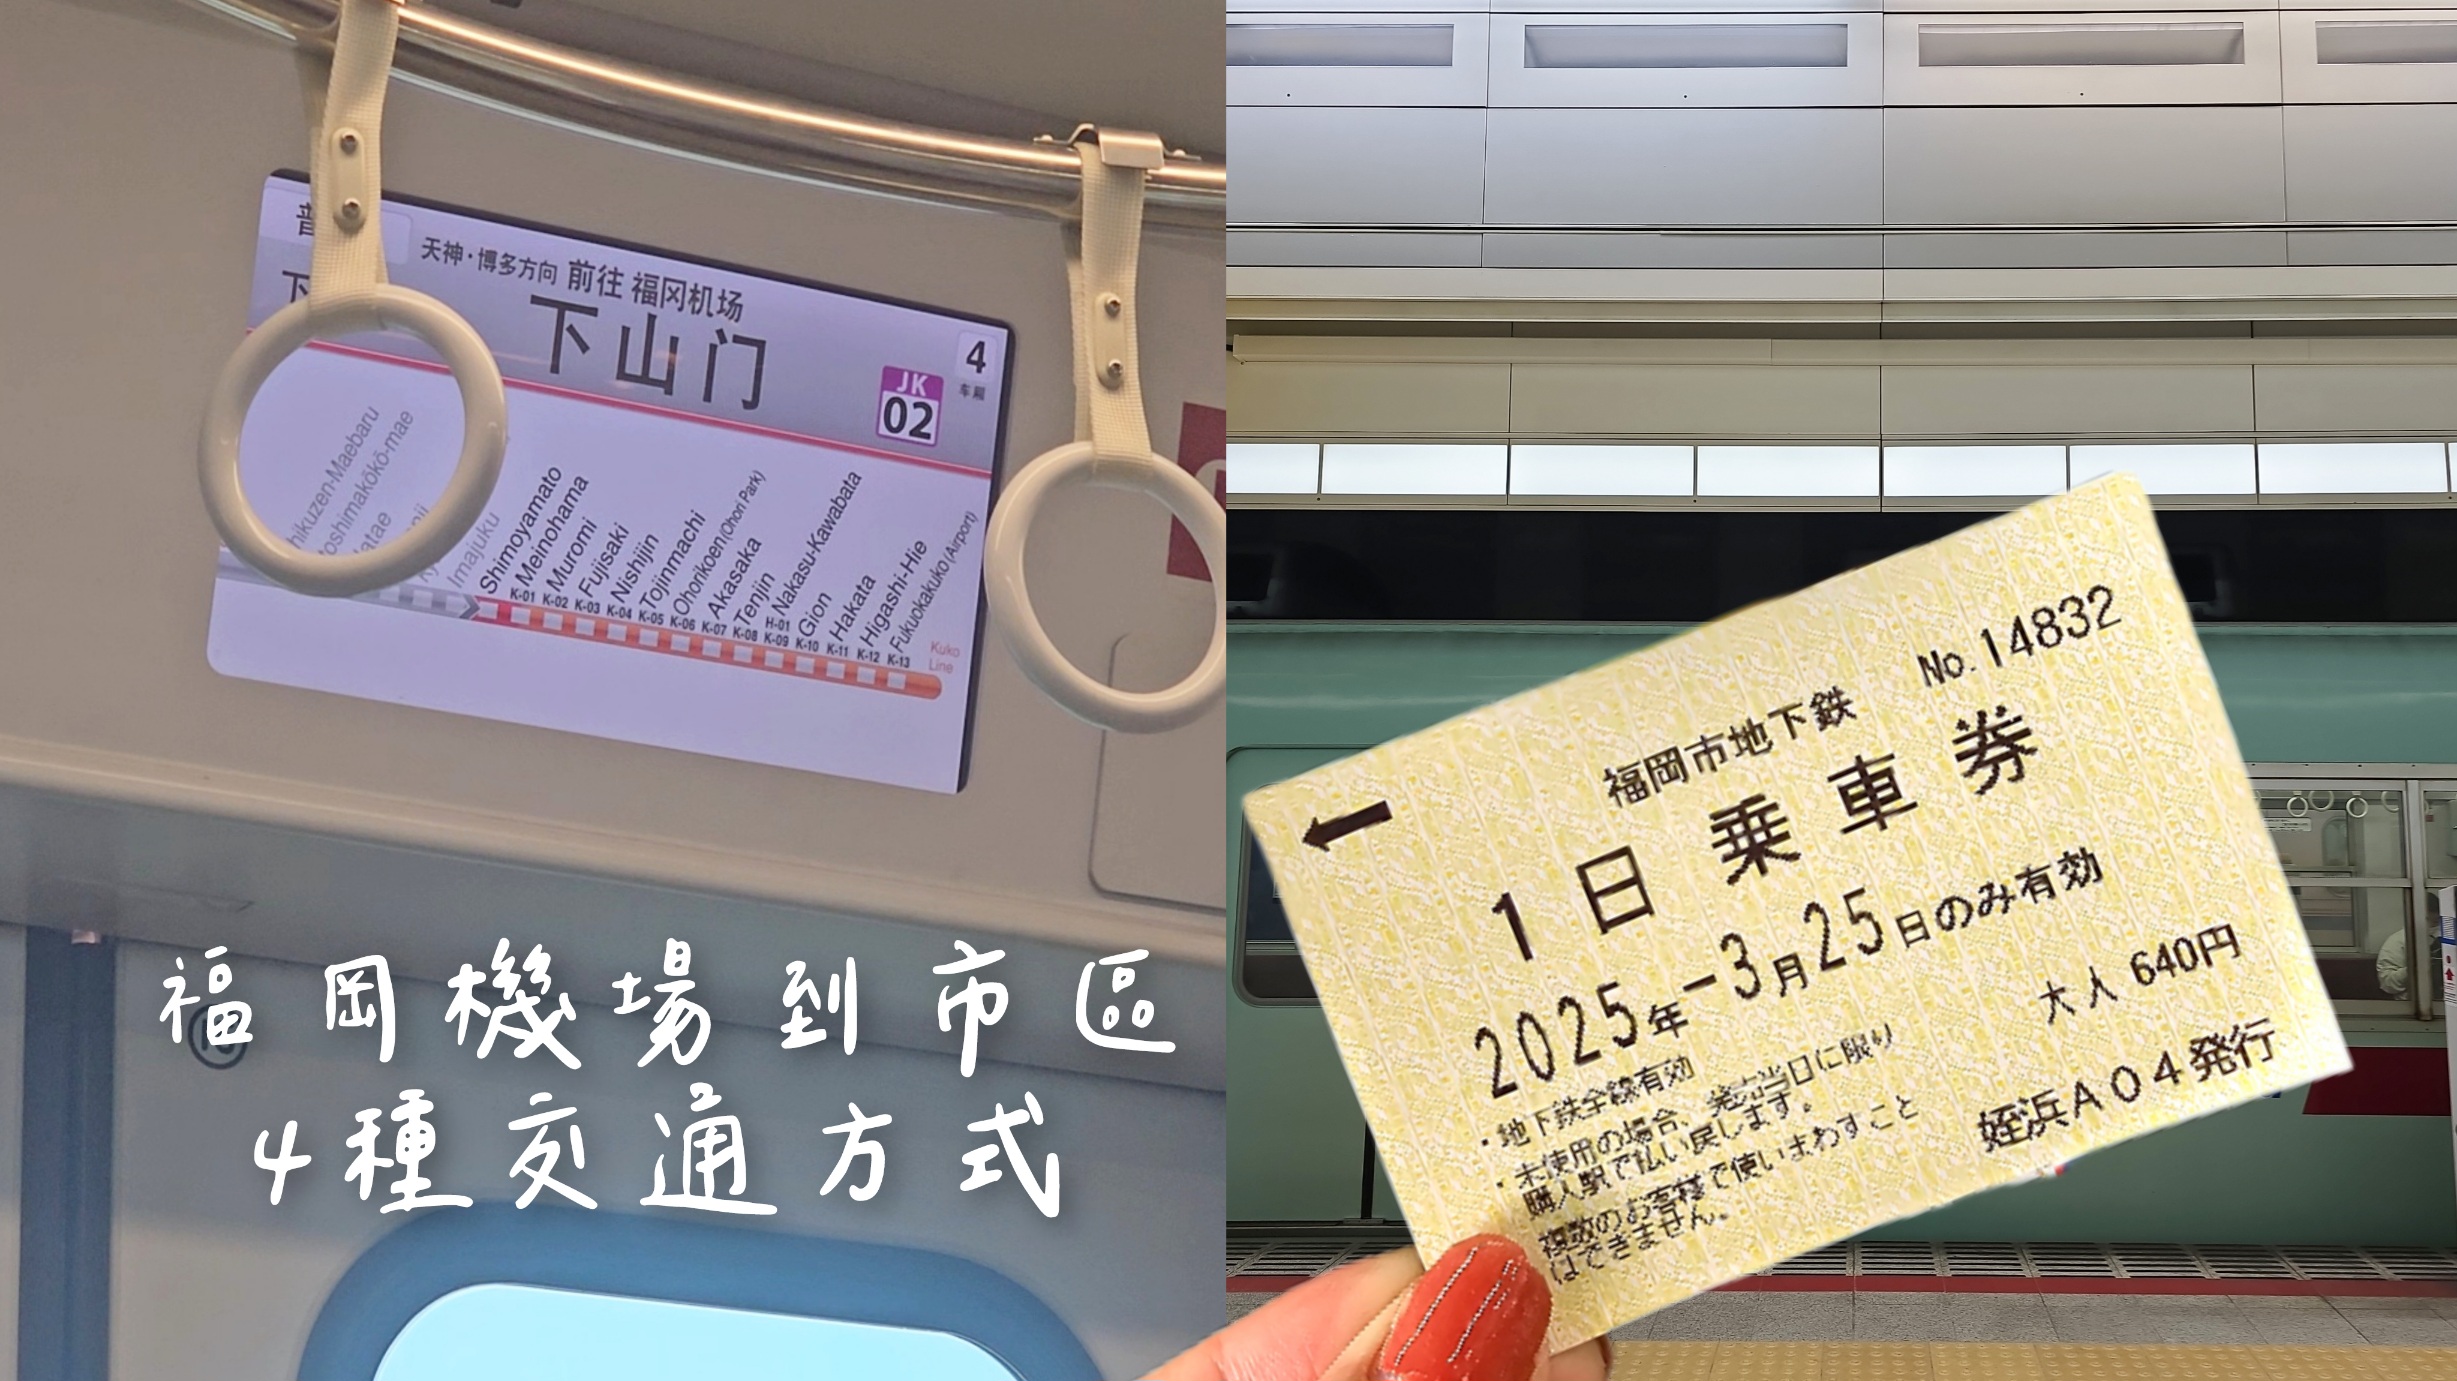 天神・博多方向 前往 福冈机场
下山门
4
车厢
JK
02
Imajuku
Shimoyamato
Meinohama
Muromi
Fujisaki
Nishijin
Tojinmachi
Ohorikoen (Ohori Park)
Akasaka
Tenjin
Nakasu-Kawabata
Gion
Hakata
Higashi-Hie
Fukuokakuko (Airport)
K-01 K-02 K-03 K-04 K-05 K-06 K-07 K-08 H-01 K-09 K-10 K-11 K-12 K-13
Kuko
Line
福岡機場到市區
4種交通方式
No.14832
福岡市地下鉄
1日乗車券
2025年-3月25日のみ有効
大人 640円
・地下鉄全線有効
・未使用の場合、発売当日に限り
購入駅で払い戻します。
複数のお客様で使いまわすこと
はできません。
姪浜A04発行